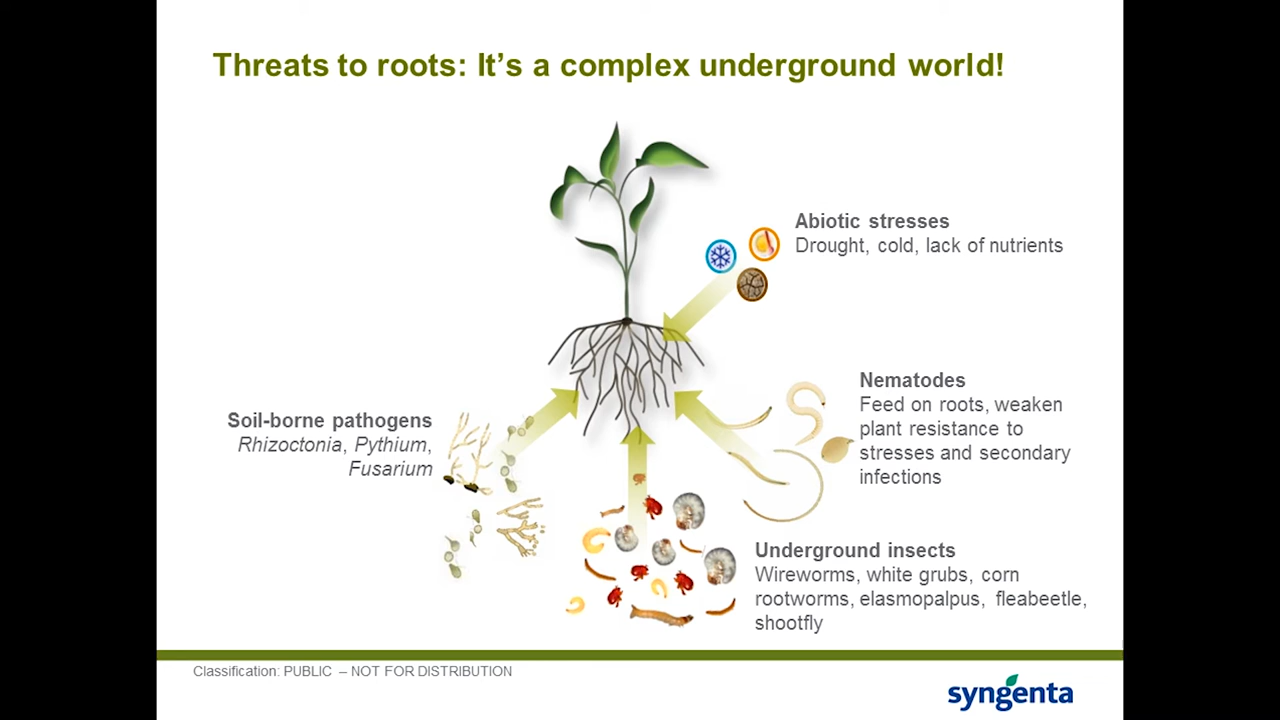 Threats to roots: It's a complex underground world!
Abiotic stresses
Drought, cold, lack of nutrients
Nematodes
Feed on roots, weaken
plant resistance to
stresses and secondary
infections
Soil-borne pathogens
Rhizoctonia, Pythium,
Fusarium
Underground insects
Wireworms, white grubs, corn
rootworms, elasmopalpus, fleabeetle,
shootfly
Classification: PUBLIC – NOT FOR DISTRIBUTION
syngenta